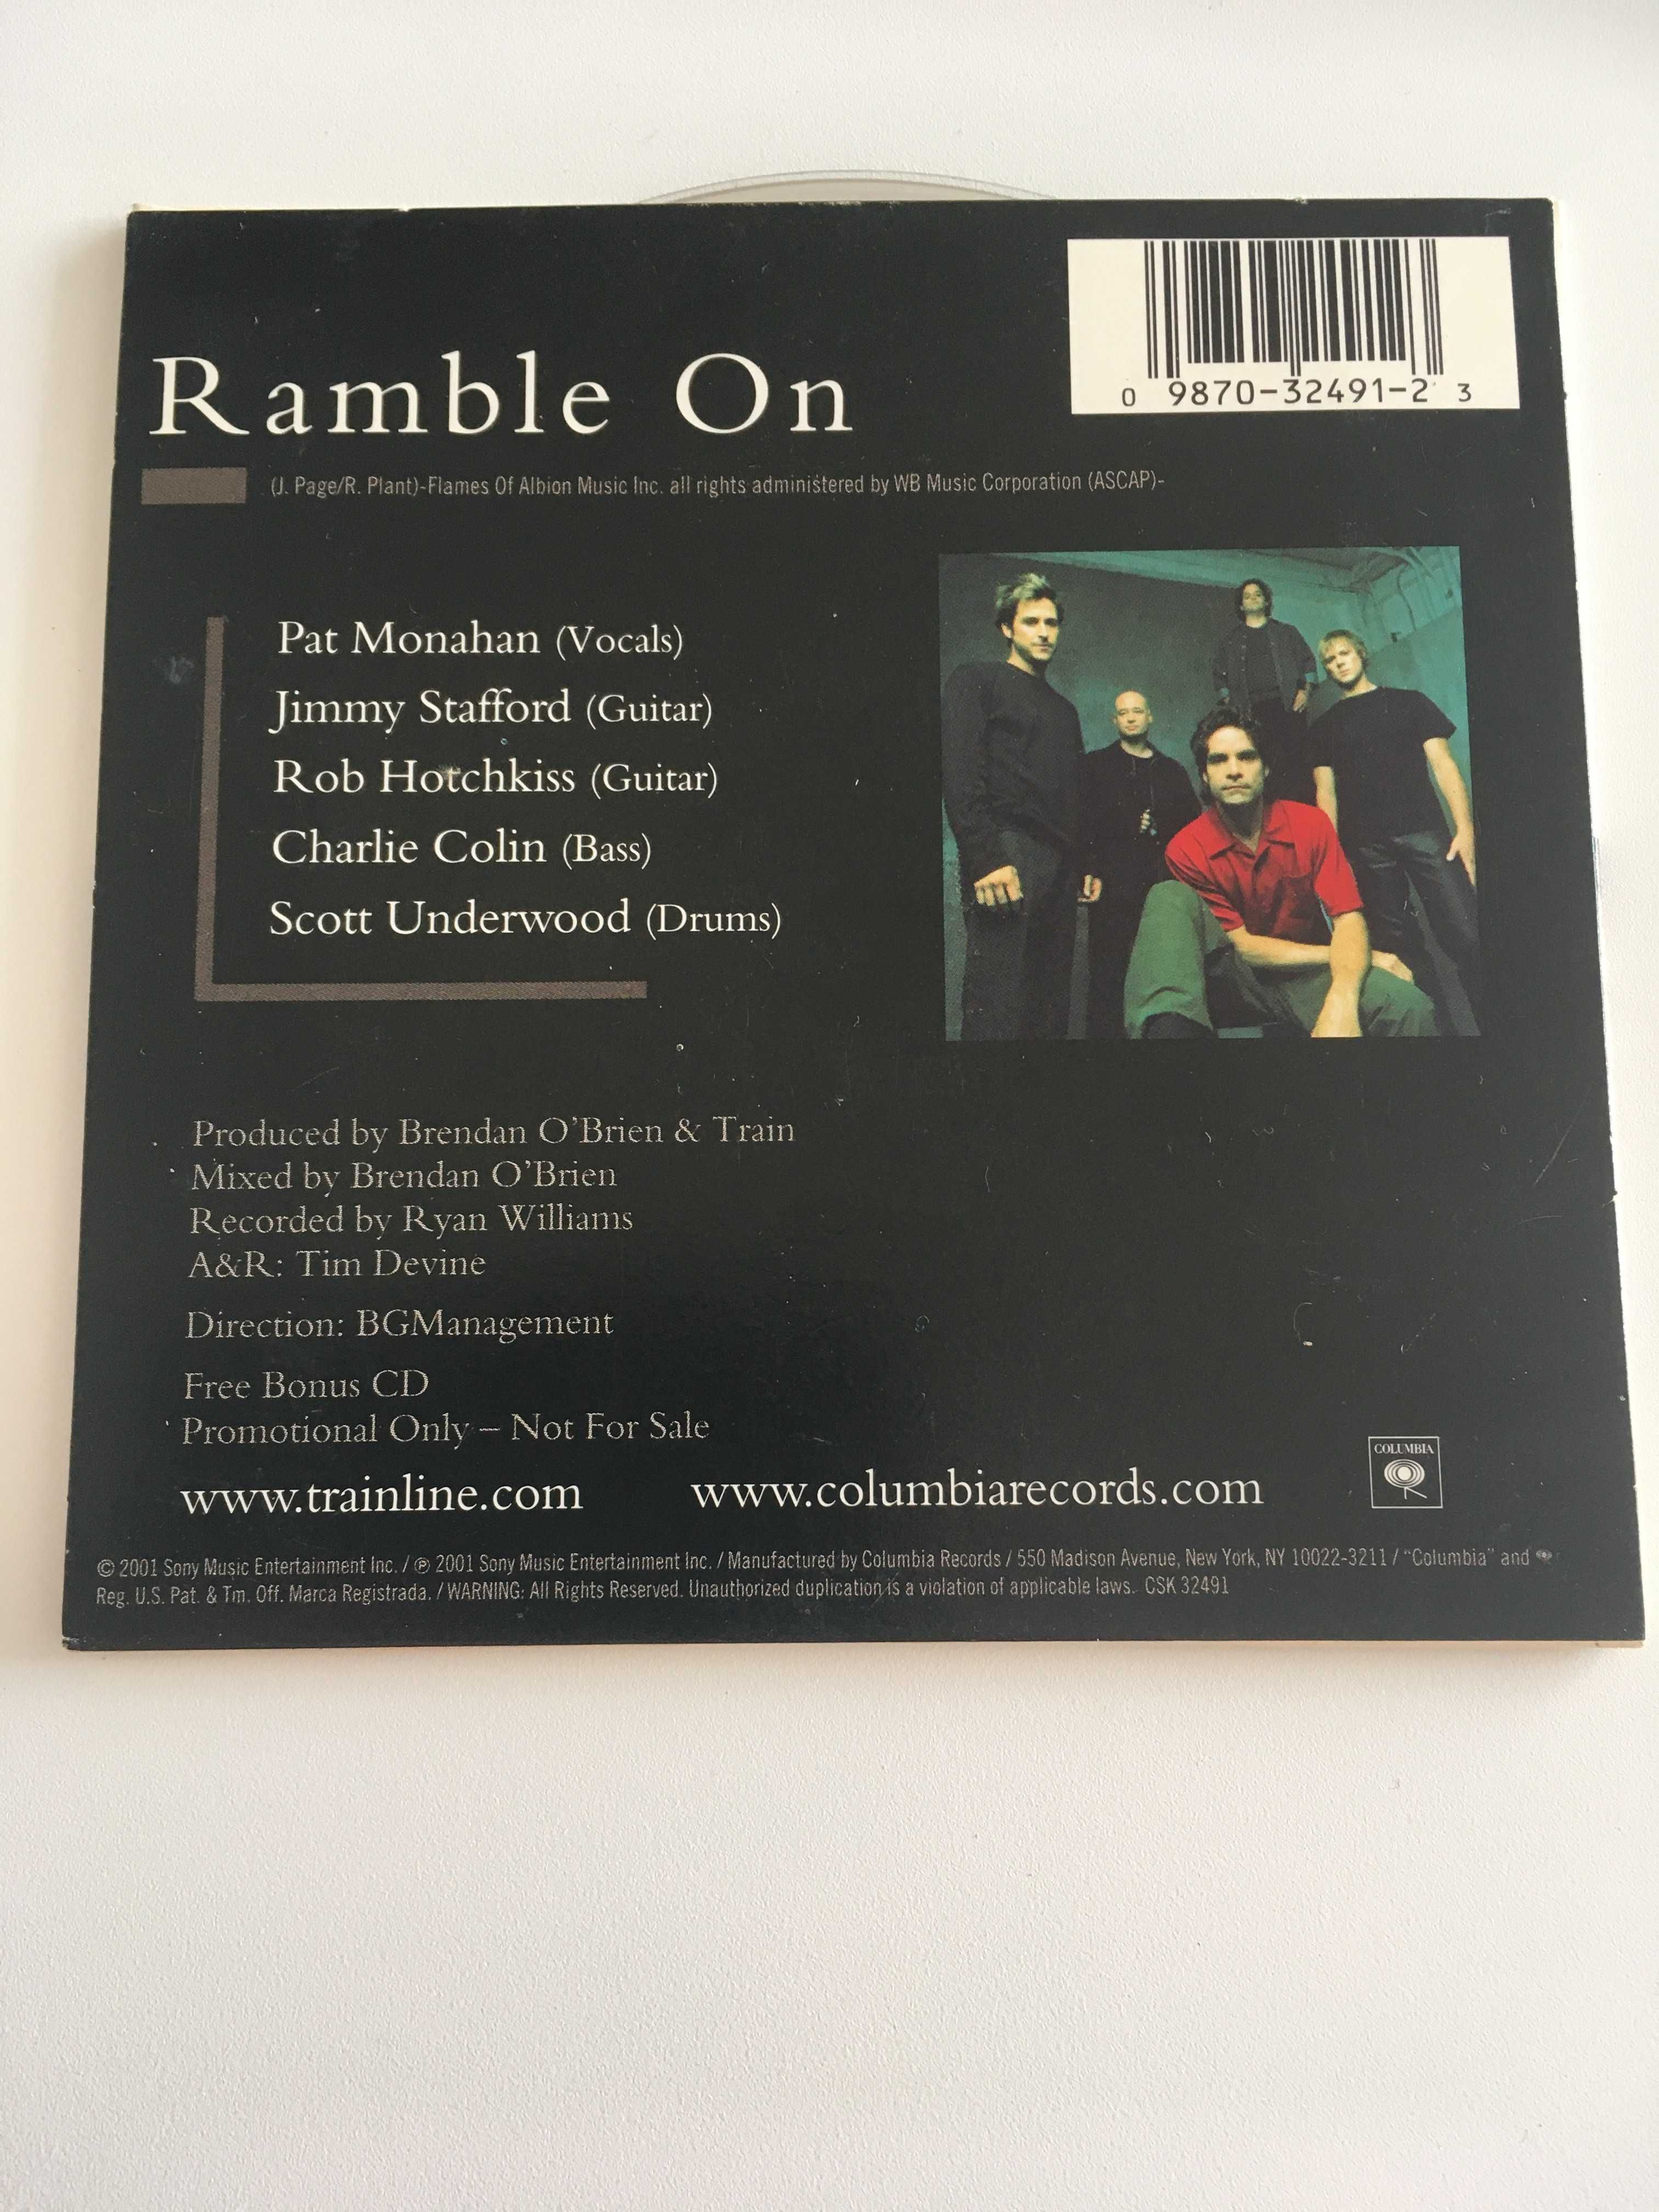 Ramble On
0 9870-32491-2 3
(J. Page/R. Plant)-Flames Of Albion Music Inc. all rights administered by WB Music Corporation (ASCAP)-
Pat Monahan (Vocals)
Jimmy Stafford (Guitar)
Rob Hotchkiss (Guitar)
Charlie Colin (Bass)
Scott Underwood (Drums)
Produced by Brendan O'Brien & Train
Mixed by Brendan O'Brien
Recorded by Ryan Williams
A&R: Tim Devine
Direction: BGManagement
Free Bonus CD
Promotional Only – Not For Sale
www.trainline.com www.columbiarecords.com
COLUMBIA
© 2001 Sony Music Entertainment Inc. / ℗ 2001 Sony Music Entertainment Inc. / Manufactured by Columbia Records / 550 Madison Avenue, New York, NY 10022-3211 / "Columbia" and
Reg. U.S. Pat. & Tm. Off. Marca Registrada. / WARNING: All Rights Reserved. Unauthorized duplication is a violation of applicable laws. CSK 32491